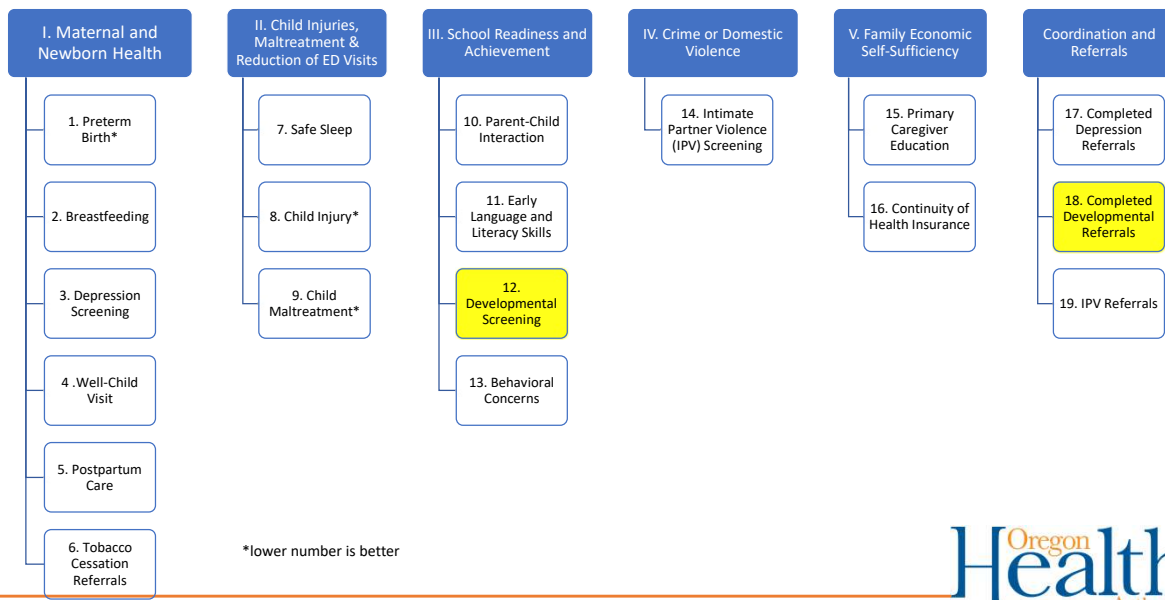 I. Maternal and
Newborn Health
1. Preterm
Birth*
2. Breastfeeding
3. Depression
Screening
4 .Well-Child
Visit
5. Postpartum
Care
6. Tobacco
Cessation
Referrals
II. Child Injuries,
Maltreatment &
Reduction of ED Visits
7. Safe Sleep
8. Child Injury*
9. Child
Maltreatment*
III. School Readiness and
Achievement
10. Parent-Child
Interaction
11. Early
Language and
Literacy Skills
12.
Developmental
Screening
13. Behavioral
Concerns
IV. Crime or Domestic
Violence
14. Intimate
Partner Violence
(IPV) Screening
V. Family Economic
Self-Sufficiency
15. Primary
Caregiver
Education
16. Continuity of
Health Insurance
Coordination and
Referrals
17. Completed
Depression
Referrals
18. Completed
Developmental
Referrals
19. IPV Referrals
*lower number is better
Oregon
Health